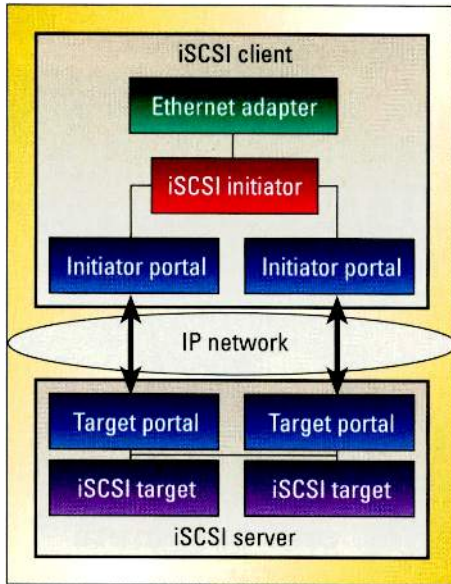 iSCSI client
Ethernet adapter
iSCSI initiator
Initiator portal Initiator portal
IP network
Target portal Target portal
iSCSI target iSCSI target
iSCSI server